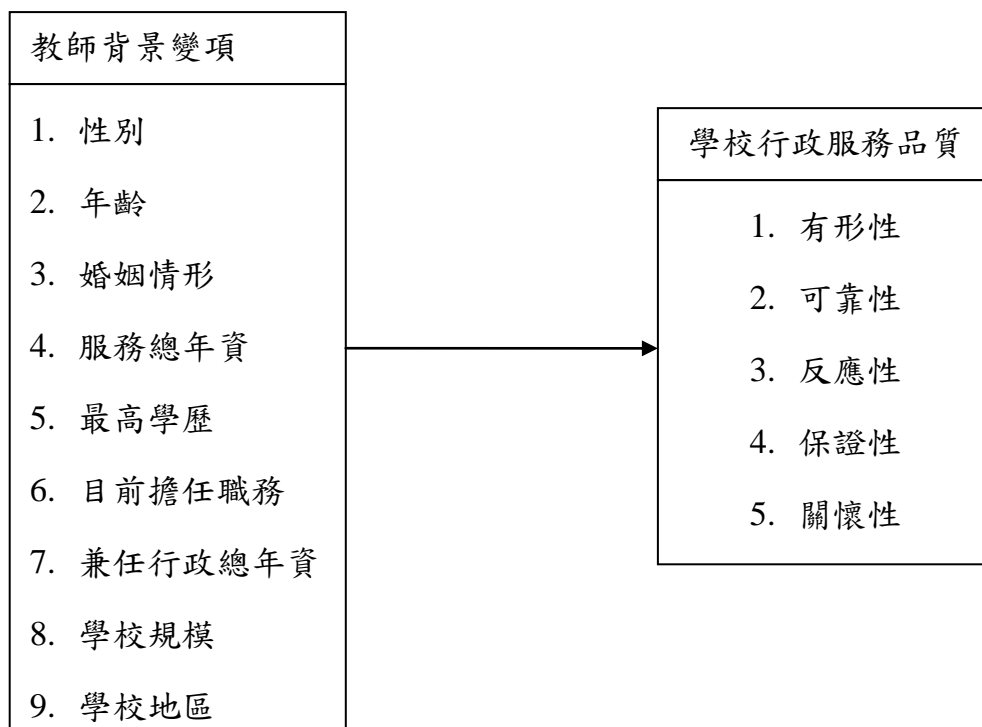 教師背景變項
1. 性別
2. 年齡
3. 婚姻情形
4. 服務總年資
5. 最高學歷
6. 目前擔任職務
7. 兼任行政總年資
8. 學校規模
9. 學校地區
學校行政服務品質
1. 有形性
2. 可靠性
3. 反應性
4. 保證性
5. 關懷性